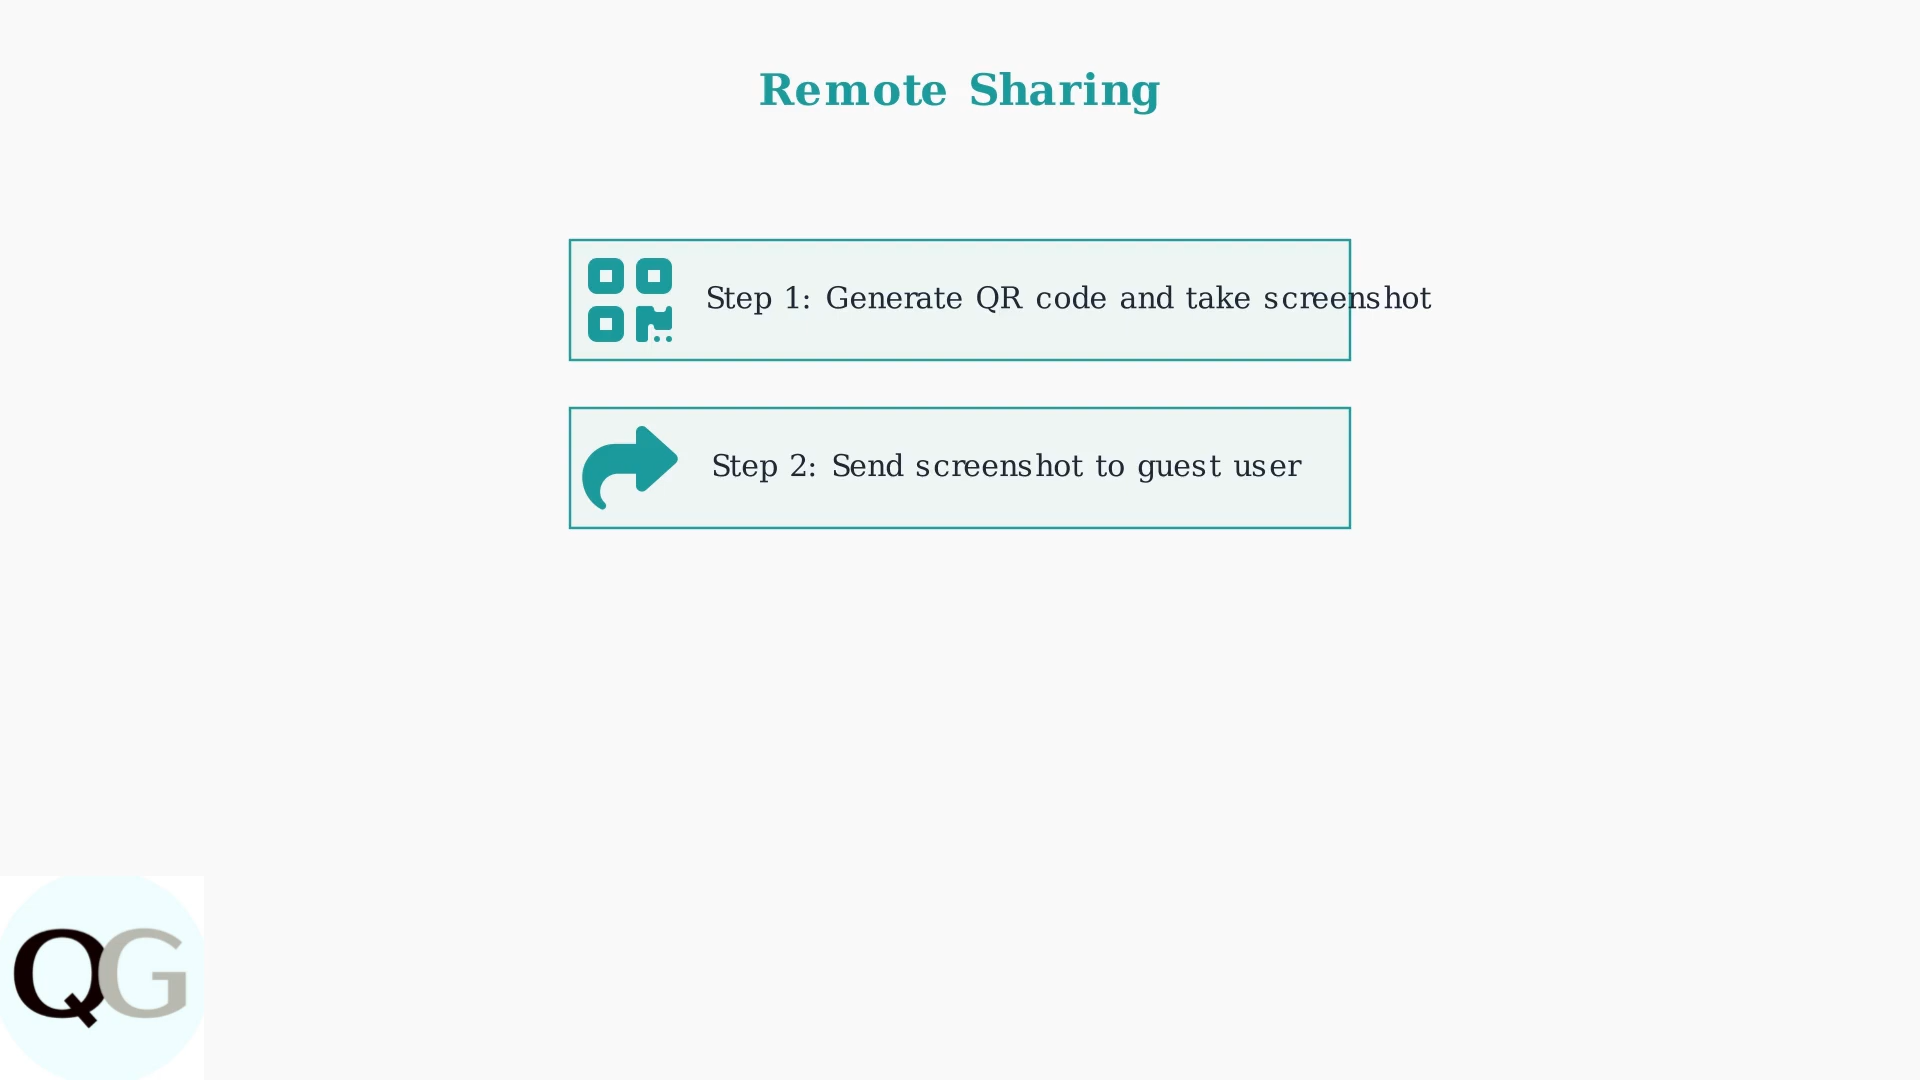 Remote Sharing
Step 1: Generate QR code and take screenshot
Step 2: Send screenshot to guest user
QG